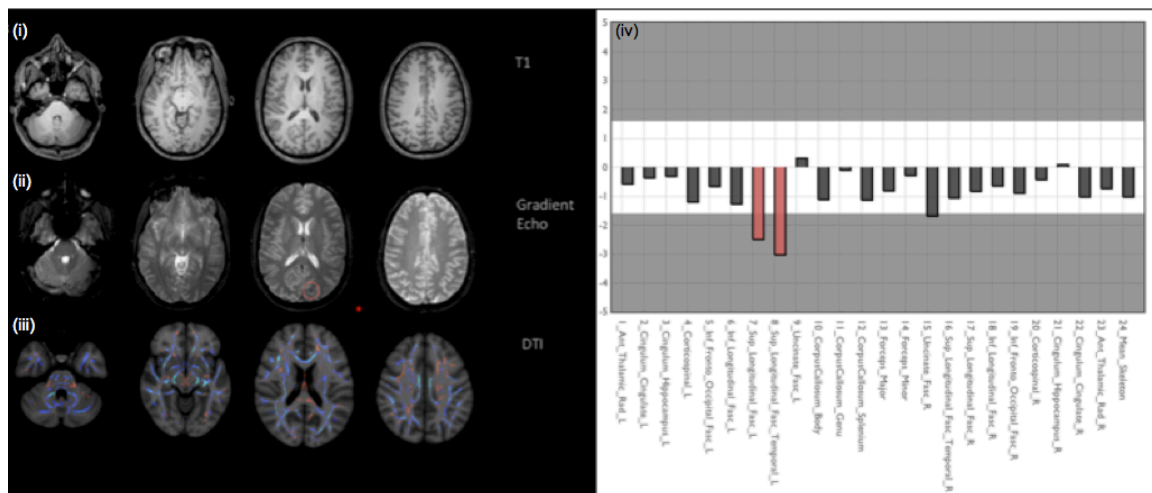 (i)
T1
(ii)
Gradient
Echo
(iii)
DTI
(iv)
5
4
3
2
1
0
-1
-2
-3
-4
-5
1_Ant_Thalamic_Rad_L
2_Cingulum_Cingulate_L
3_Cingulum_Hippocampus_L
4_Corticospinal_L
5_Inf_Fronto_Occipital_Fasc_L
6_Inf_Longitudinal_Fasc_L
7_Sup_Longitudinal_Fasc_L
8_Sup_Longitudinal_Fasc_Temporal_L
9_Uncinate_Fasc_L
10_CorpusCallosum_Body
11_CorpusCallosum_Genu
12_CorpusCallosum_Splenium
13_Forceps_Major
14_Forceps_Minor
15_Uncinate_Fasc_R
16_Sup_Longitudinal_Fasc_Temporal_R
17_Sup_Longitudinal_Fasc_R
18_Inf_Longitudinal_Fasc_R
19_Inf_Fronto_Occipital_Fasc_R
20_Corticospinal_R
21_Cingulum_Hippocampus_R
22_Cingulum_Cingulate_R
23_Ant_Thalamic_Rad_R
24_Mean_Skeleton